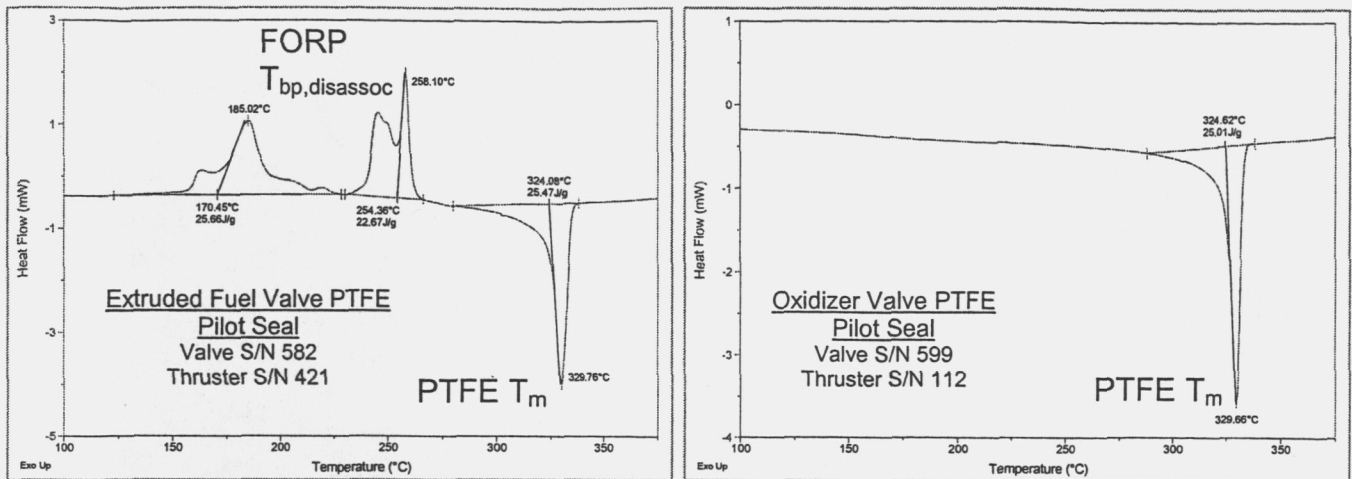 3
1
-1
-3
-5
Heat Flow (mW)
FORP
Tbp,disassoc
185.02°C
258.10°C
170.45°C
25.66J/g
254.36°C
22.67J/g
324.08°C
25.47J/g
329.76°C
Extruded Fuel Valve PTFE
Pilot Seal
Valve S/N 582
Thruster S/N 421
PTFE Tm
100
150
200
250
300
350
Exo Up
Temperature (°C)
1
0
-1
-2
-3
-4
Heat Flow (mW)
324.62°C
25.01J/g
Oxidizer Valve PTFE
Pilot Seal
Valve S/N 599
Thruster S/N 112
PTFE Tm
329.66°C
100
150
200
250
300
350
Exo Up
Temperature (°C)